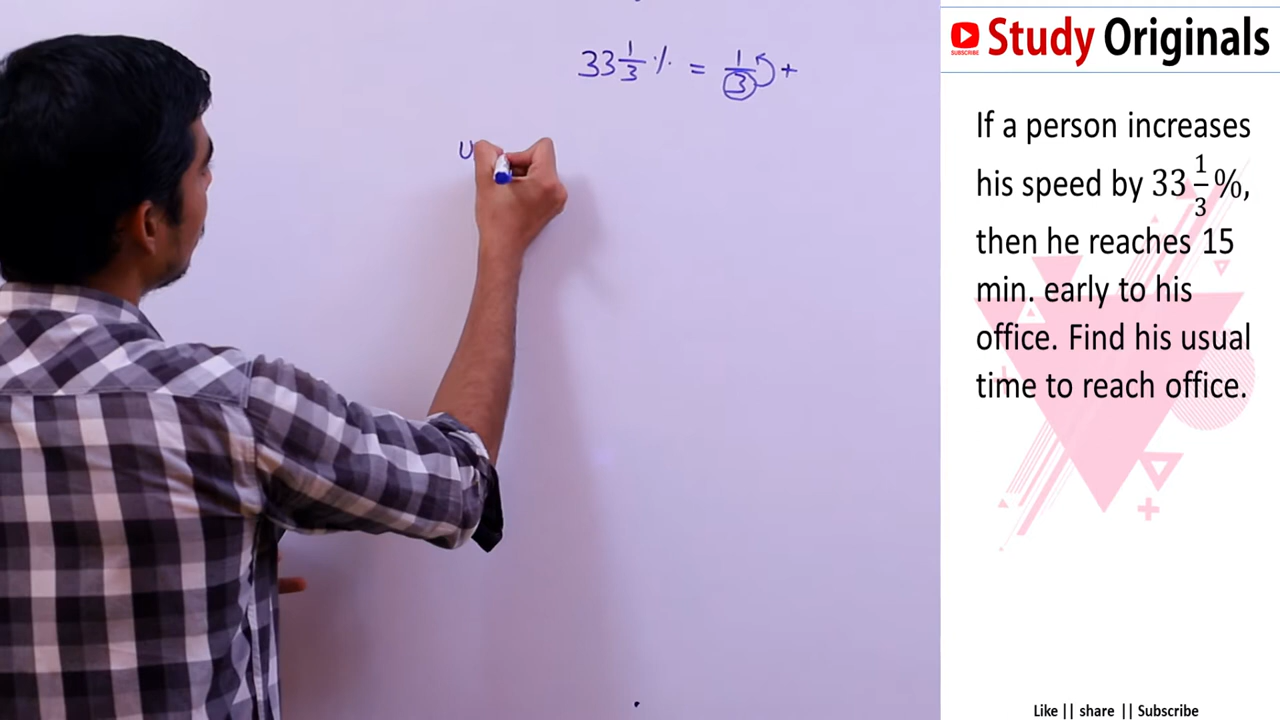 33 1/3 % = 1/3 +
U
SUBSCRIBE
Study Originals
If a person increases
his speed by 33 1/3 %,
then he reaches 15
min. early to his
office. Find his usual
time to reach office.
Like || share || Subscribe